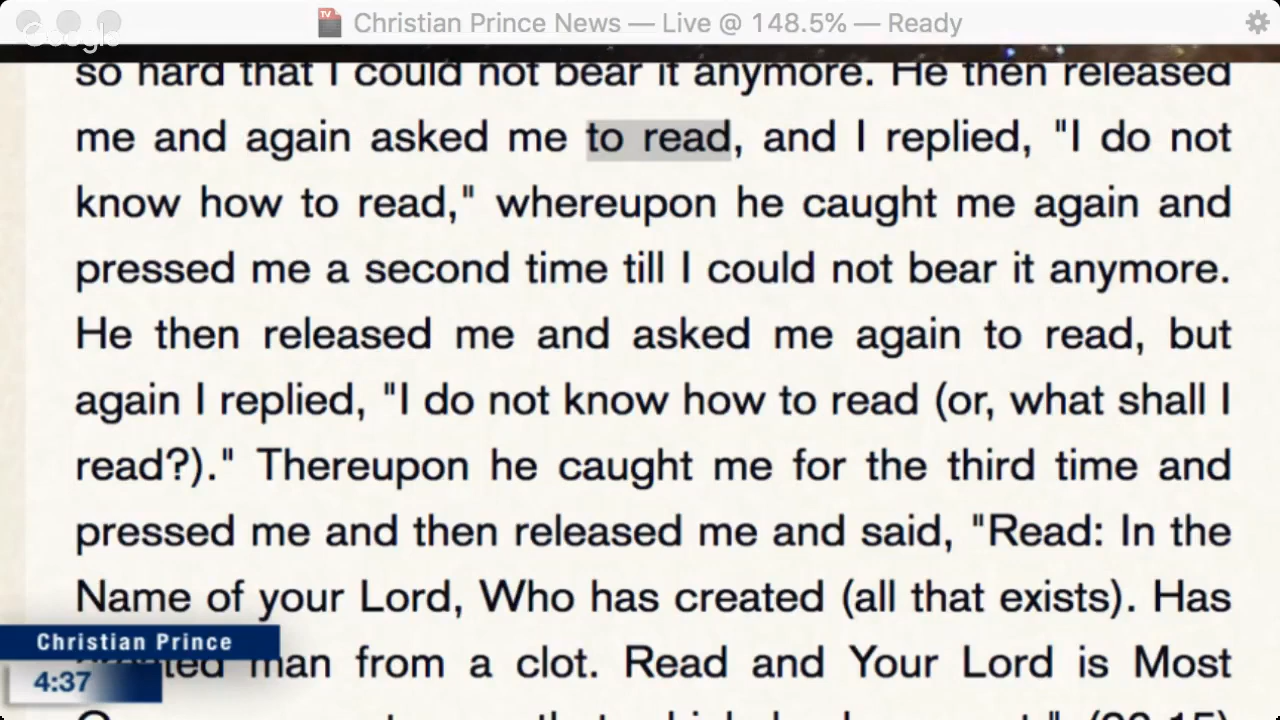 Christian Prince News — Live @ 148.5% — Ready
Google
so hard that I could not bear it anymore. He then released
me and again asked me to read, and I replied, "I do not
know how to read," whereupon he caught me again and
pressed me a second time till I could not bear it anymore.
He then released me and asked me again to read, but
again I replied, "I do not know how to read (or, what shall I
read?)." Thereupon he caught me for the third time and
pressed me and then released me and said, "Read: In the
Name of your Lord, Who has created (all that exists). Has
man from a clot. Read and Your Lord is Most
Christian Prince
4:37